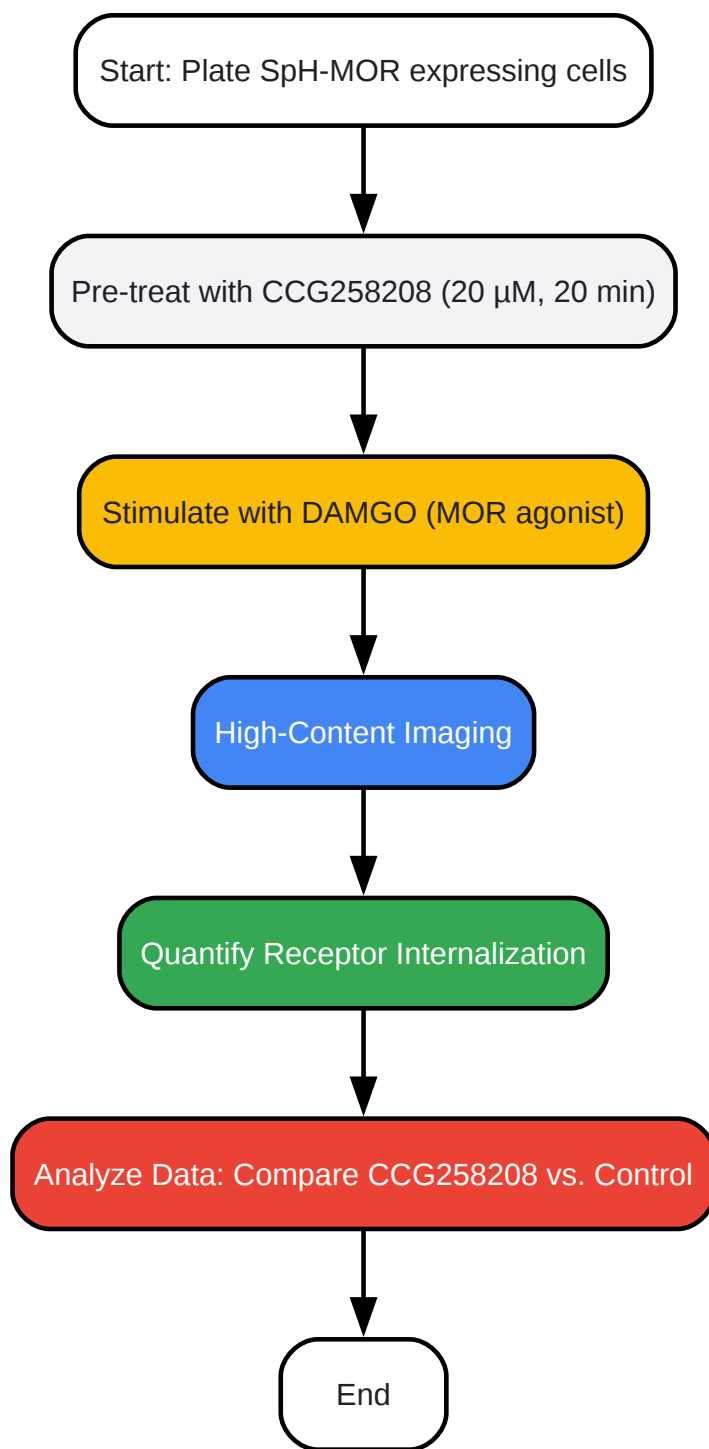 Start: Plate SpH-MOR expressing cells
Pre-treat with CCG258208 (20 µM, 20 min)
Stimulate with DAMGO (MOR agonist)
High-Content Imaging
Quantify Receptor Internalization
Analyze Data: Compare CCG258208 vs. Control
End